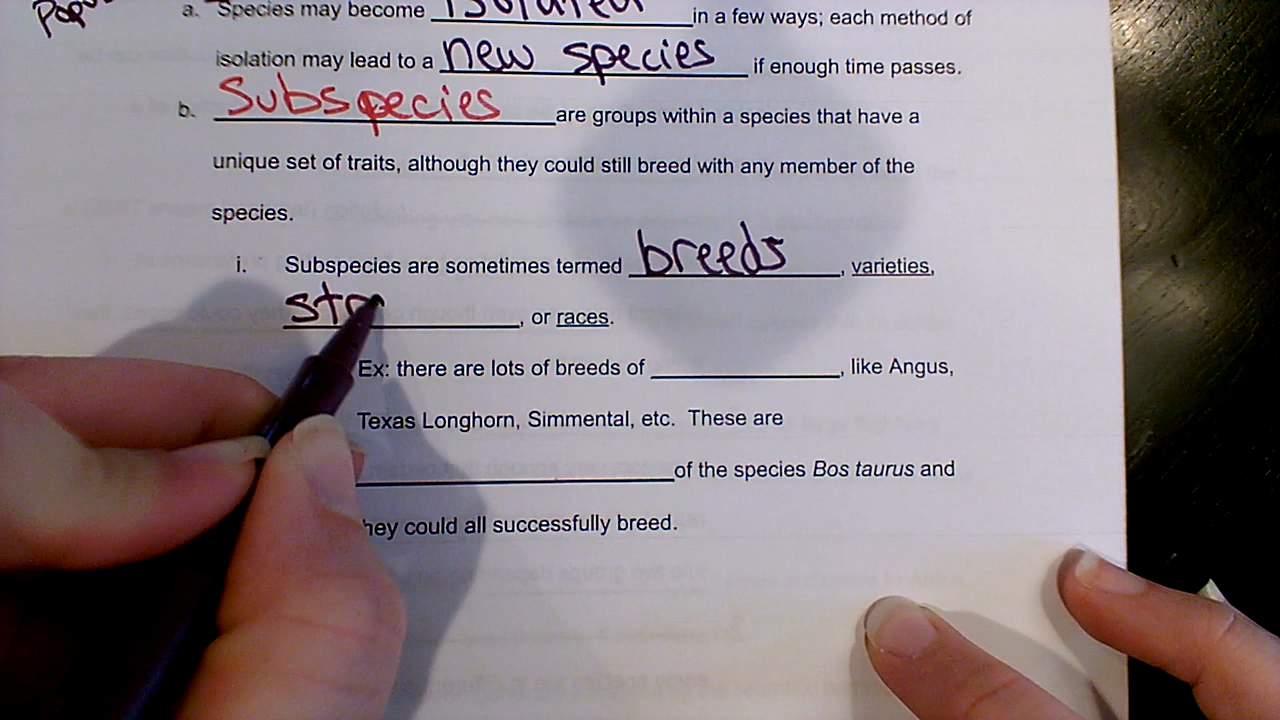 a. Species may become isolated in a few ways; each method of
isolation may lead to a new species if enough time passes.
b. Subspecies are groups within a species that have a
unique set of traits, although they could still breed with any member of the
species.
i. Subspecies are sometimes termed breeds, varieties,
str, or races.
Ex: there are lots of breeds of ____________, like Angus,
Texas Longhorn, Simmental, etc. These are
____________ of the species Bos taurus and
hey could all successfully breed.